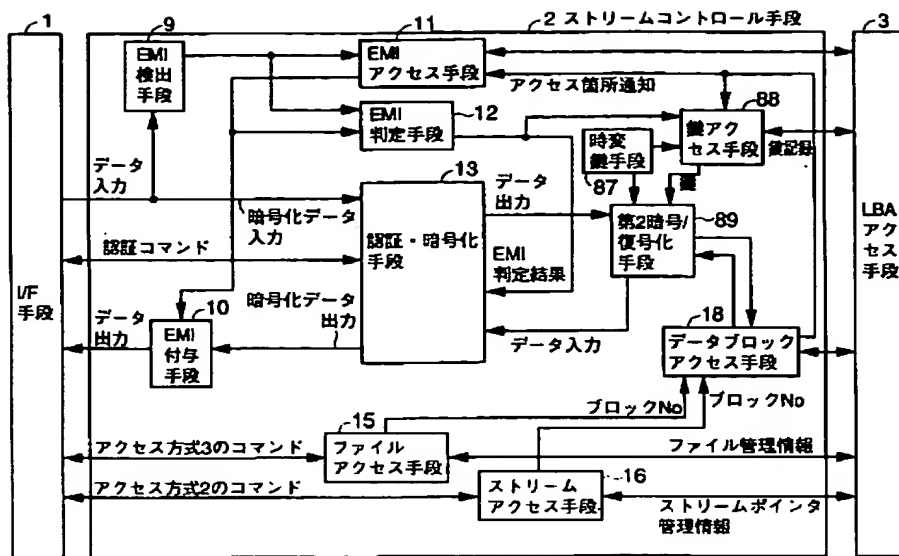 1
2 ストリームコントロール手段
3
9
EMI
検出
手段
11
EMI
アクセス手段
アクセス箇所通知
12
EMI
判定手段
88
鍵アク
セス手段
時変
鍵手段
87
鍵
鍵記録
データ
入力
暗号化データ
入力
認証コマンド
13
認証・暗号化
手段
データ
出力
第2暗号/
復号化
手段
89
EMI
判定結果
LBA
アク
セス
手段
I/F
手段
データ
出力
10
EMI
付与
手段
暗号化データ
出力
データ入力
18
データブロック
アクセス手段
ブロックNo
ブロックNo
15
ファイル
アクセス手段
アクセス方式3のコマンド
ファイル管理情報
アクセス方式2のコマンド
16
ストリーム
アクセス手段
ストリームポインタ
管理情報